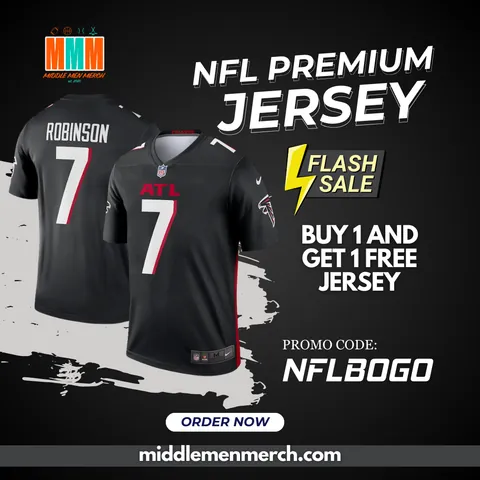 MMM
MIDDLE MEN MERCH
NFL PREMIUM
JERSEY
ROBINSON
7
7
ATL
7
FLASH
SALE
BUY 1 AND
GET 1 FREE
JERSEY
PROMO CODE:
NFLBOGO
ORDER NOW
middlemenmerch.com